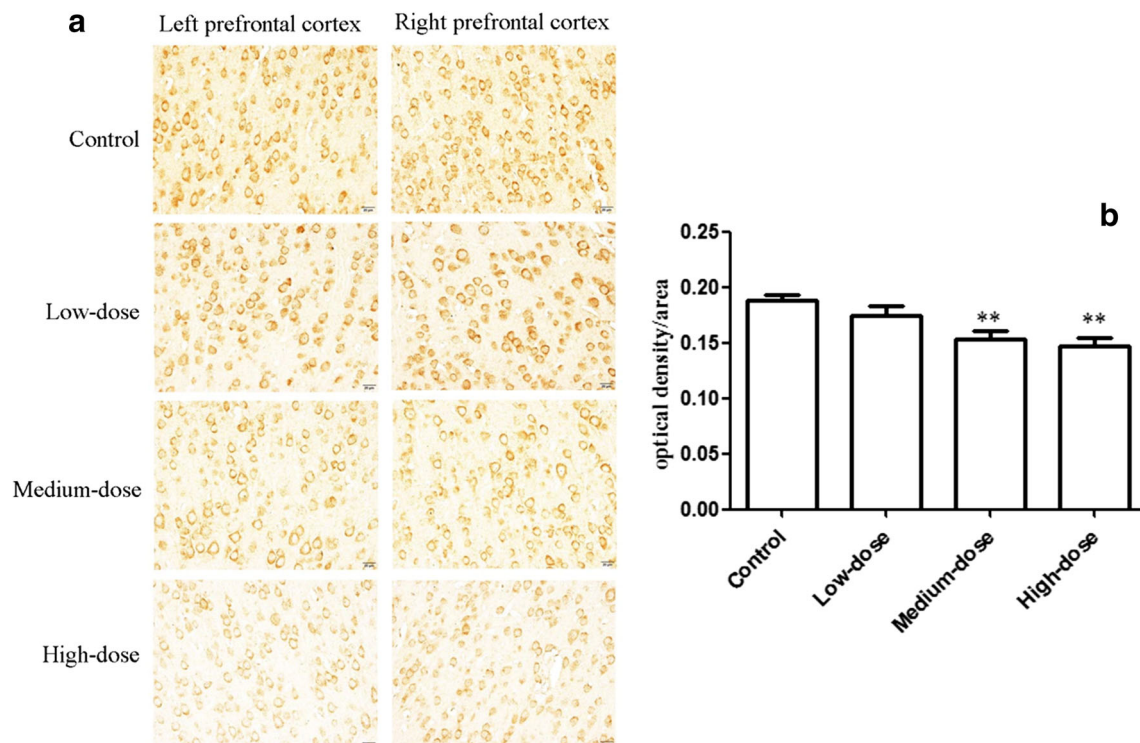 a
Left prefrontal cortex
Right prefrontal cortex
Control
Low-dose
Medium-dose
High-dose
b
optical density/area
0.25
0.20
0.15
0.10
0.05
0.00
**
**
Control
Low-dose
Medium-dose
High-dose